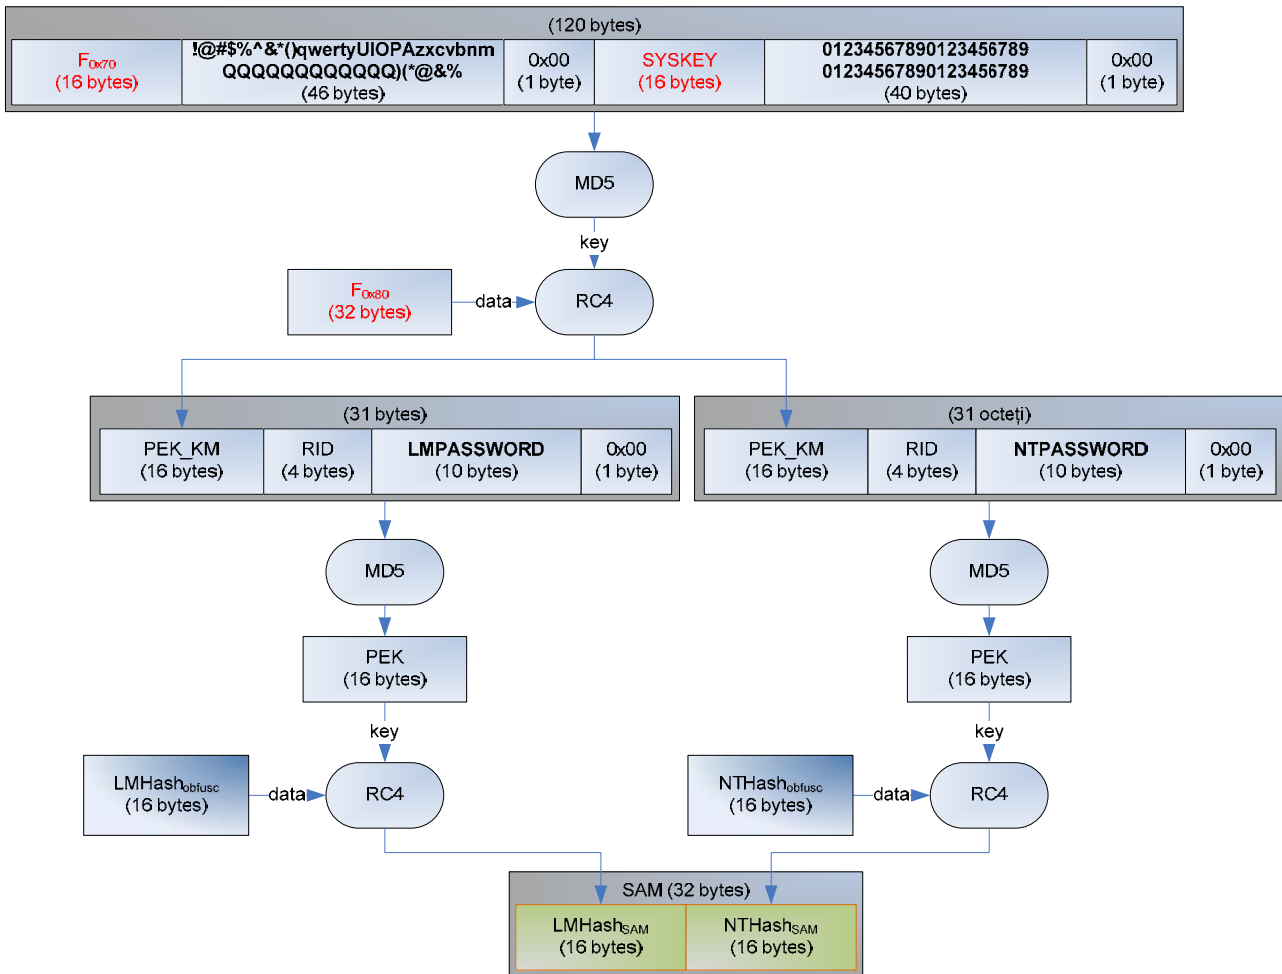 (120 bytes)
F0x70
(16 bytes)
!@#$%^&*()qwertyUIOPAzxcvbnm
QQQQQQQQQQQQ)(*@&%
(46 bytes)
0x00
(1 byte)
SYSKEY
(16 bytes)
01234567890123456789
01234567890123456789
(40 bytes)
0x00
(1 byte)
MD5
key
F0x80
(32 bytes)
data
RC4
(31 bytes)
PEK_KM
(16 bytes)
RID
(4 bytes)
LMPASSWORD
(10 bytes)
0x00
(1 byte)
(31 octeți)
PEK_KM
(16 bytes)
RID
(4 bytes)
NTPASSWORD
(10 bytes)
0x00
(1 byte)
MD5
MD5
PEK
(16 bytes)
PEK
(16 bytes)
key
key
LMHashobfusc
(16 bytes)
data
RC4
NTHashobfusc
(16 bytes)
data
RC4
SAM (32 bytes)
LMHashSAM
(16 bytes)
NTHashSAM
(16 bytes)